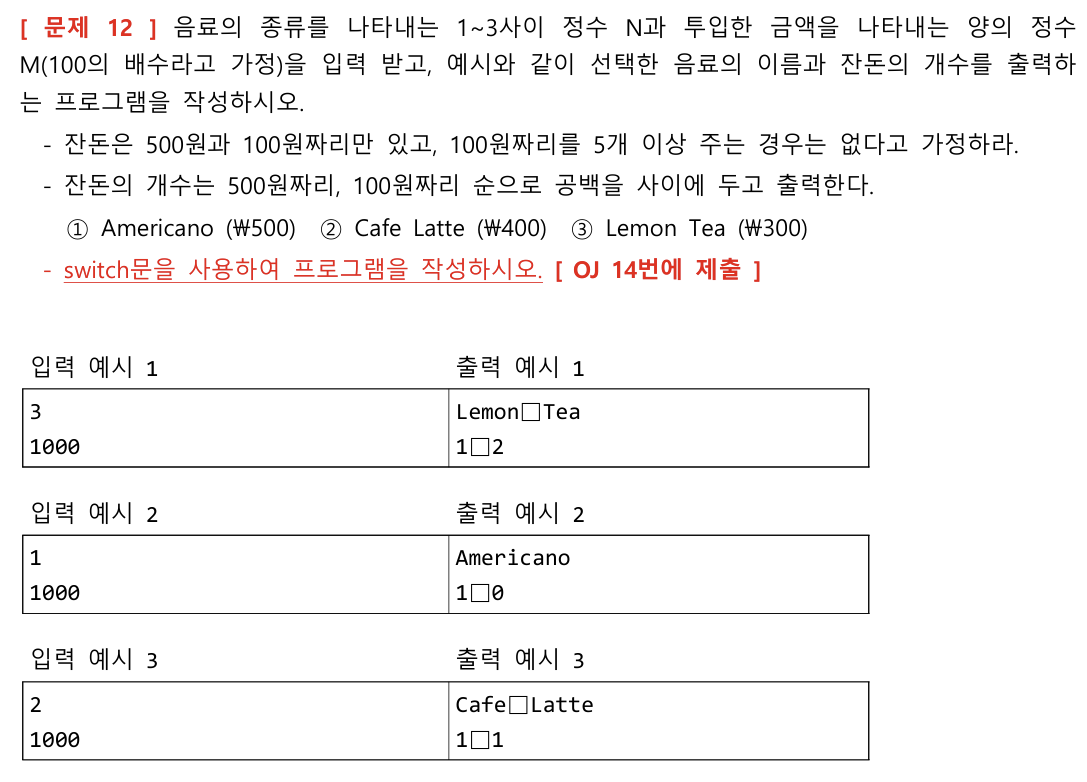 [ 문제 12 ] 음료의 종류를 나타내는 1~3사이 정수 N과 투입한 금액을 나타내는 양의 정수
M(100의 배수라고 가정)을 입력 받고, 예시와 같이 선택한 음료의 이름과 잔돈의 개수를 출력하
는 프로그램을 작성하시오.
- 잔돈은 500원과 100원짜리만 있고, 100원짜리를 5개 이상 주는 경우는 없다고 가정하라.
- 잔돈의 개수는 500원짜리, 100원짜리 순으로 공백을 사이에 두고 출력한다.
① Americano (₩500) ② Cafe Latte (₩400) ③ Lemon Tea (₩300)
- switch문을 사용하여 프로그램을 작성하시오. [ OJ 14번에 제출 ]
입력 예시 1 출력 예시 1
3 Lemon□Tea
1000 1□2
입력 예시 2 출력 예시 2
1 Americano
1000 1□0
입력 예시 3 출력 예시 3
2 Cafe□Latte
1000 1□1